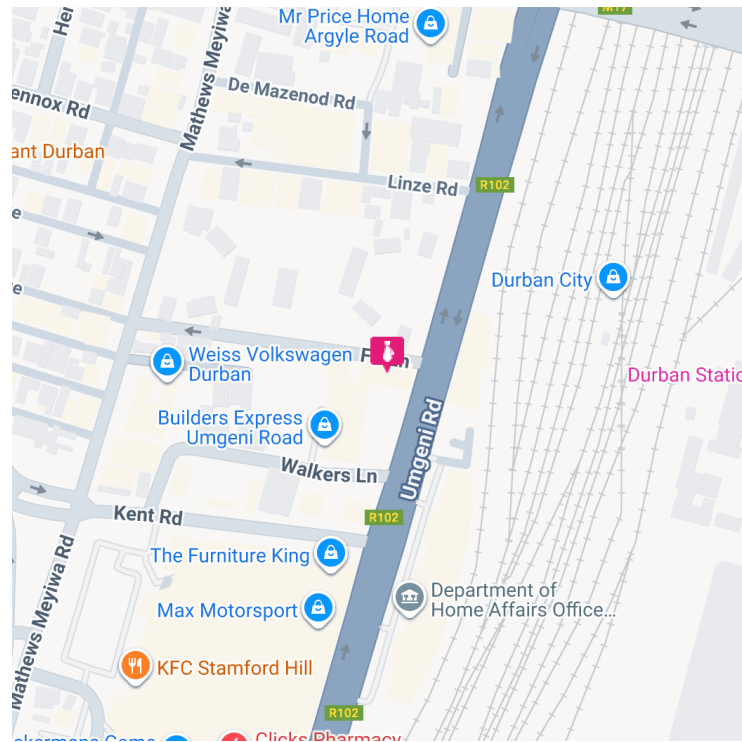 M17
Mr Price Home
Argyle Road
De Mazenod Rd
Mathews Meyiwa
ennox Rd
ant Durban
Linze Rd
R102
Durban City
Weiss Volkswagen
Durban
Durban Statio
Builders Express
Umgeni Road
Umgeni Rd
Walkers Ln
Kent Rd
R102
The Furniture King
Department of
Home Affairs Office...
Max Motorsport
Mathews Meyiwa Rd
KFC Stamford Hill
R102
Clicks Pharmacy